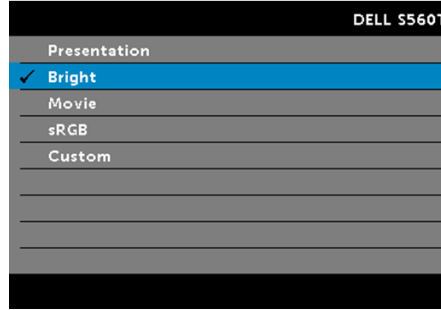 DELL S560T
Presentation
✓ Bright
Movie
sRGB
Custom